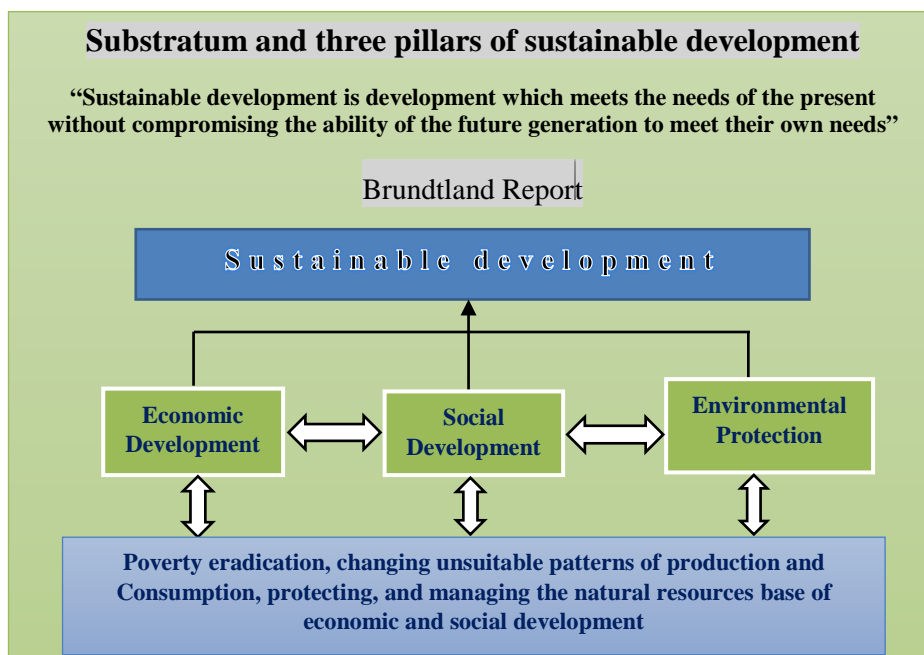 Substratum and three pillars of sustainable development
“Sustainable development is development which meets the needs of the present
without compromising the ability of the future generation to meet their own needs”
Brundtland Report
Sustainable development
Economic
Development
Social
Development
Environmental
Protection
Poverty eradication, changing unsuitable patterns of production and
Consumption, protecting, and managing the natural resources base of
economic and social development